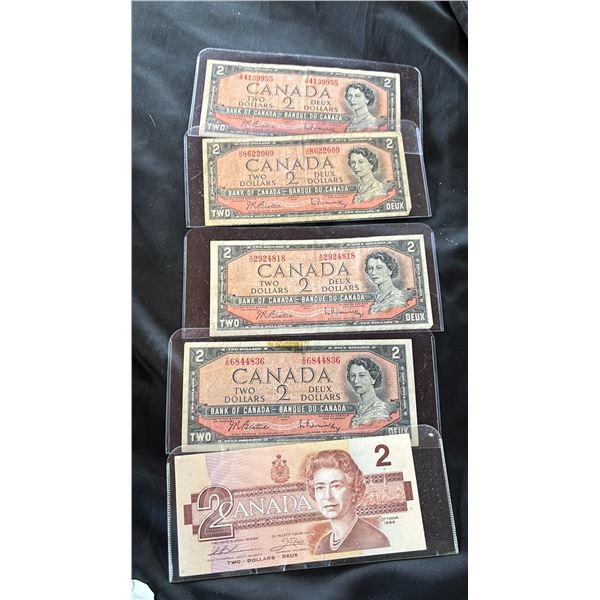 2 4139955 4139955 2
CANADA
TWO 2 DEUX
DOLLARS DOLLARS
BANK OF CANADA - BANQUE DU CANADA
TWO
2 8622009 8622009 2
CANADA
TWO 2 DEUX
DOLLARS DOLLARS
BANK OF CANADA - BANQUE DU CANADA
TWO DEUX
2 2924818 2924818 2
CANADA
TWO 2 DEUX
DOLLARS DOLLARS
BANK OF CANADA - BANQUE DU CANADA
TWO DEUX
2 6844836 6844836 2
CANADA
TWO 2 DEUX
DOLLARS DOLLARS
BANK OF CANADA - BANQUE DU CANADA
TWO DEUX
2
2 CANADA
OTTAWA
1986
TWO · DOLLARS · DEUX